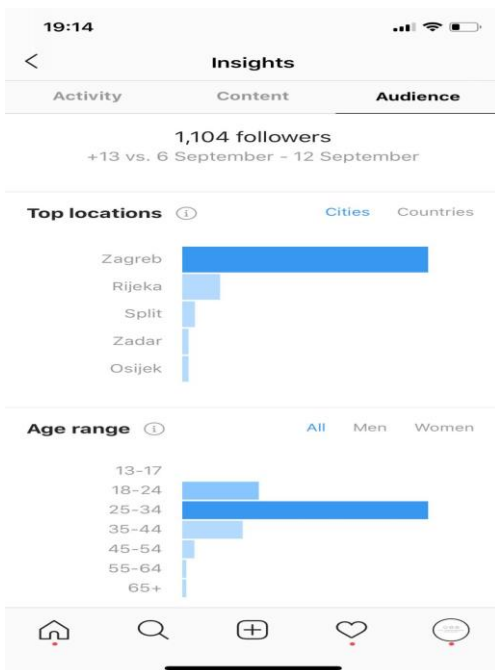 19:14
Insights
Activity Content Audience
1,104 followers
+13 vs. 6 September - 12 September
Top locations Cities Countries
Zagreb
Rijeka
Split
Zadar
Osijek
Age range All Men Women
13-17
18-24
25-34
35-44
45-54
55-64
65+